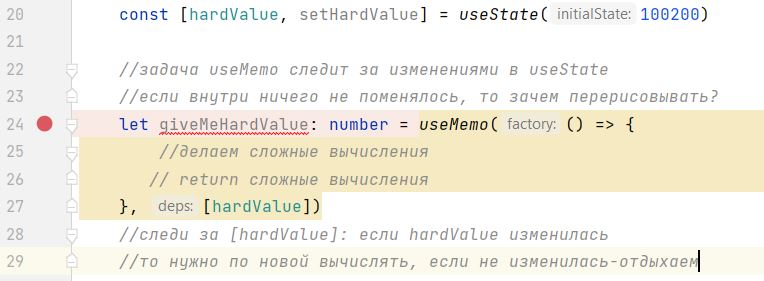 20 const [hardValue, setHardValue] = useState( initialState: 100200)
21
22 //задача useMemo следит за изменениями в useState
23 //если внутри ничего не поменялось, то зачем перерисовывать?
24 let giveMeHardValue: number = useMemo( factory: () => {
25 //делаем сложные вычисления
26 // return сложные вычисления
27 }, deps: [hardValue])
28 //следи за [hardValue]: если hardValue изменилась
29 //то нужно по новой вычислять, если не изменилась-отдыхаем